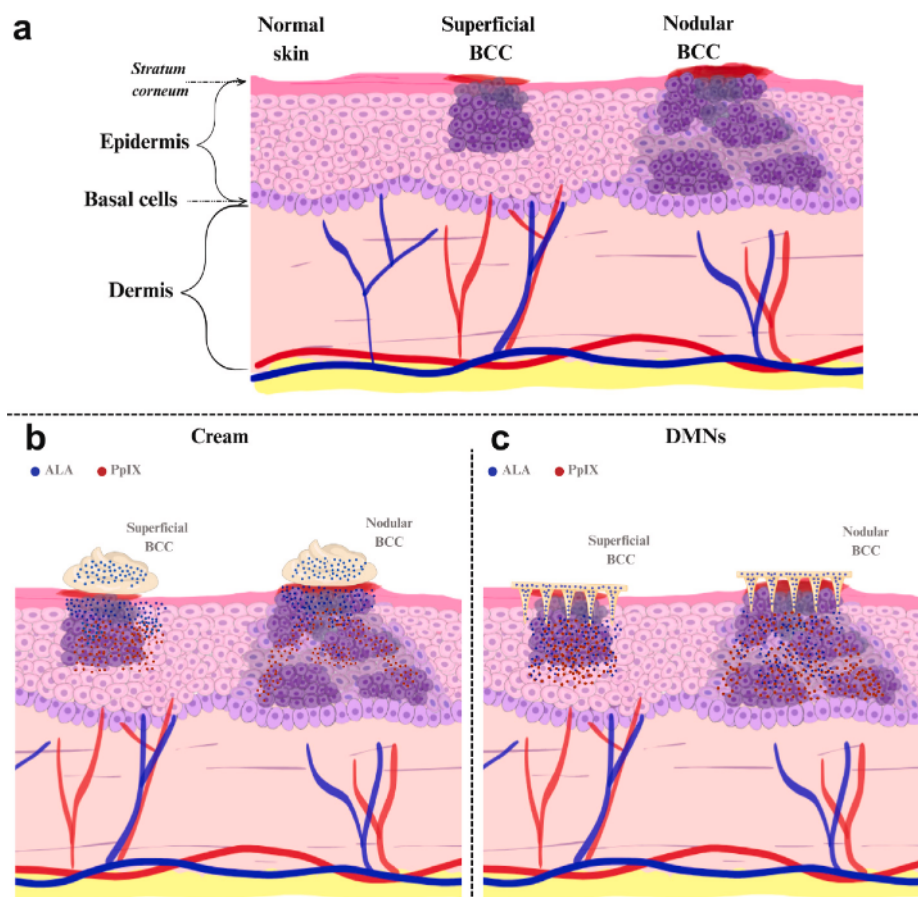 a
Normal
skin
Superficial
BCC
Nodular
BCC
Stratum
corneum
Epidermis
Basal cells
Dermis
b
Cream
ALA PpIX
Superficial
BCC
Nodular
BCC
c
DMNs
ALA PpIX
Superficial
BCC
Nodular
BCC